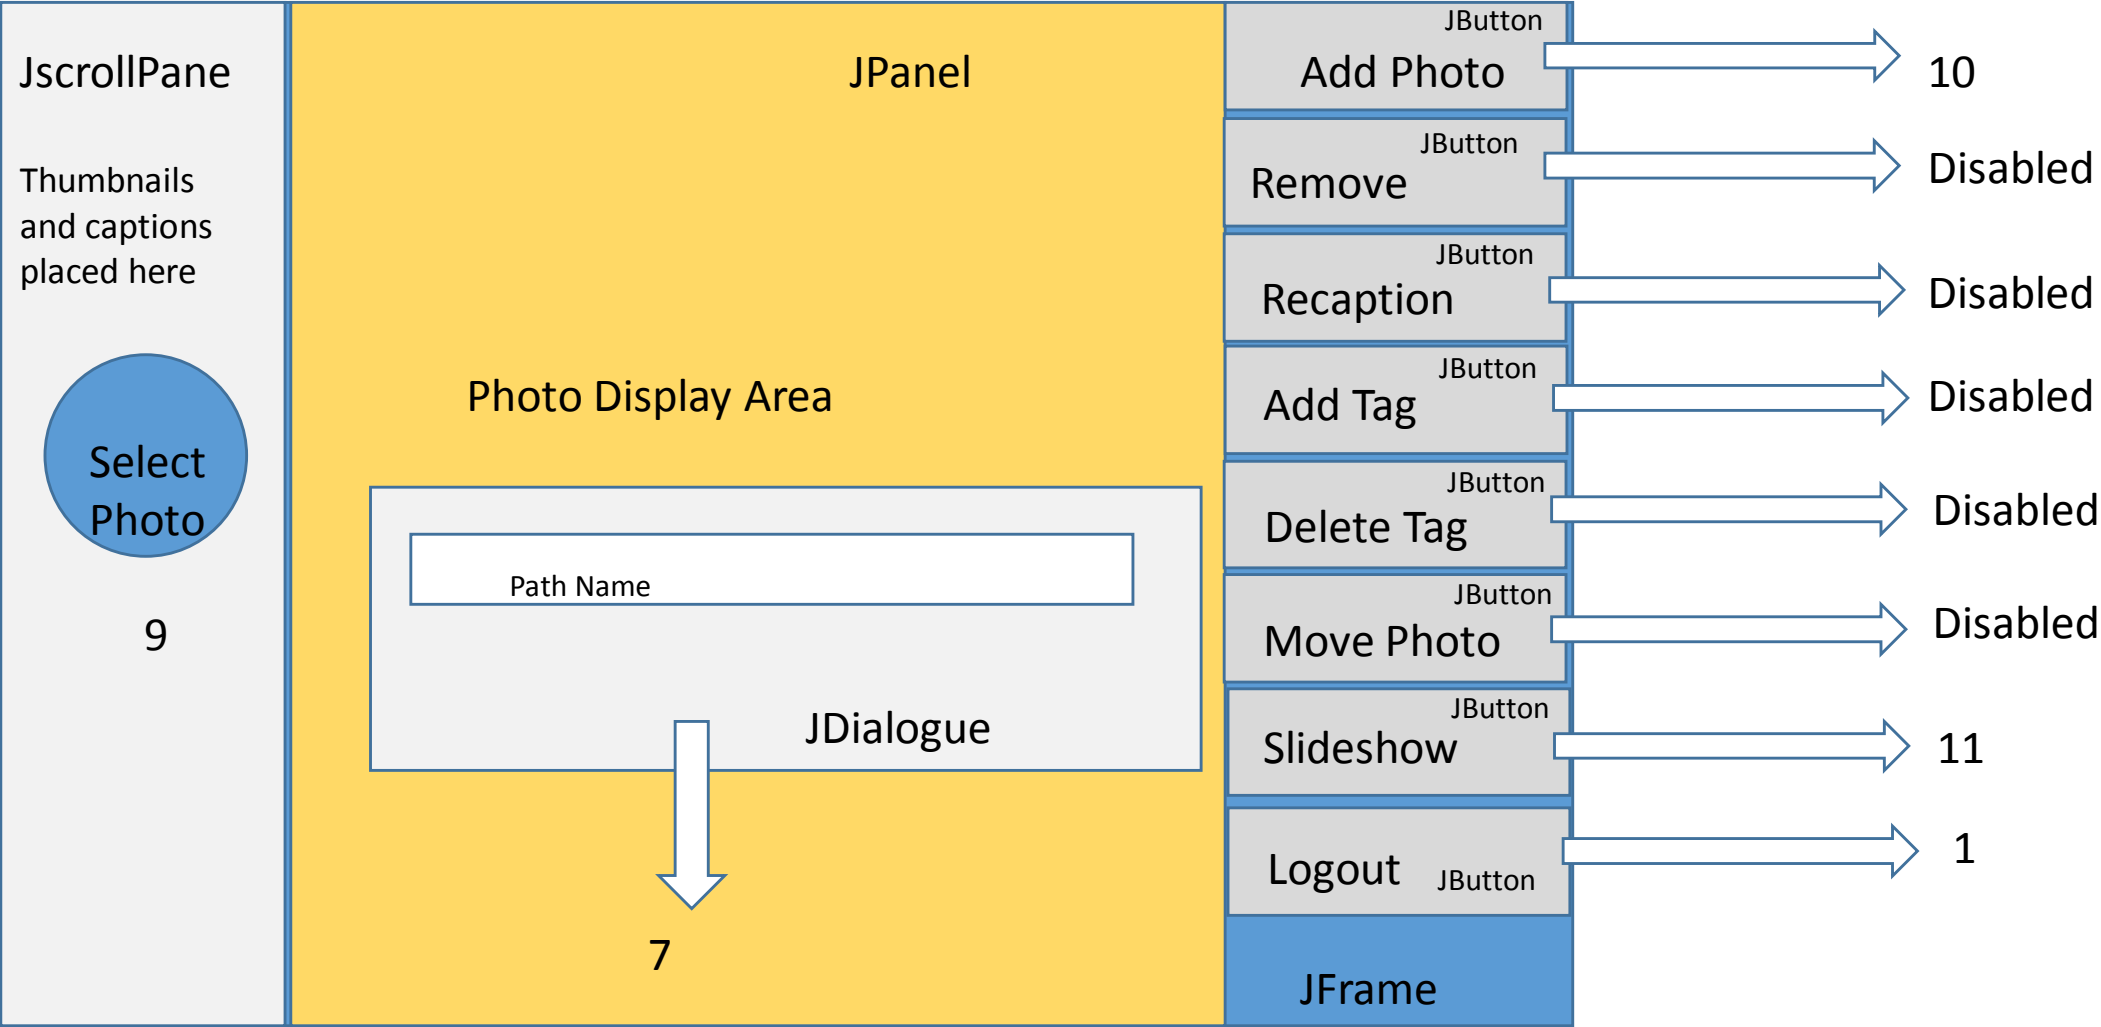 JscrollPane
Thumbnails
and captions
placed here
Select
Photo
9
JPanel
Photo Display Area
Path Name
JDialogue
7
JButton
Add Photo
10
JButton
Remove
Disabled
JButton
Recaption
Disabled
JButton
Add Tag
Disabled
JButton
Delete Tag
Disabled
JButton
Move Photo
Disabled
JButton
Slideshow
11
Logout JButton
1
JFrame